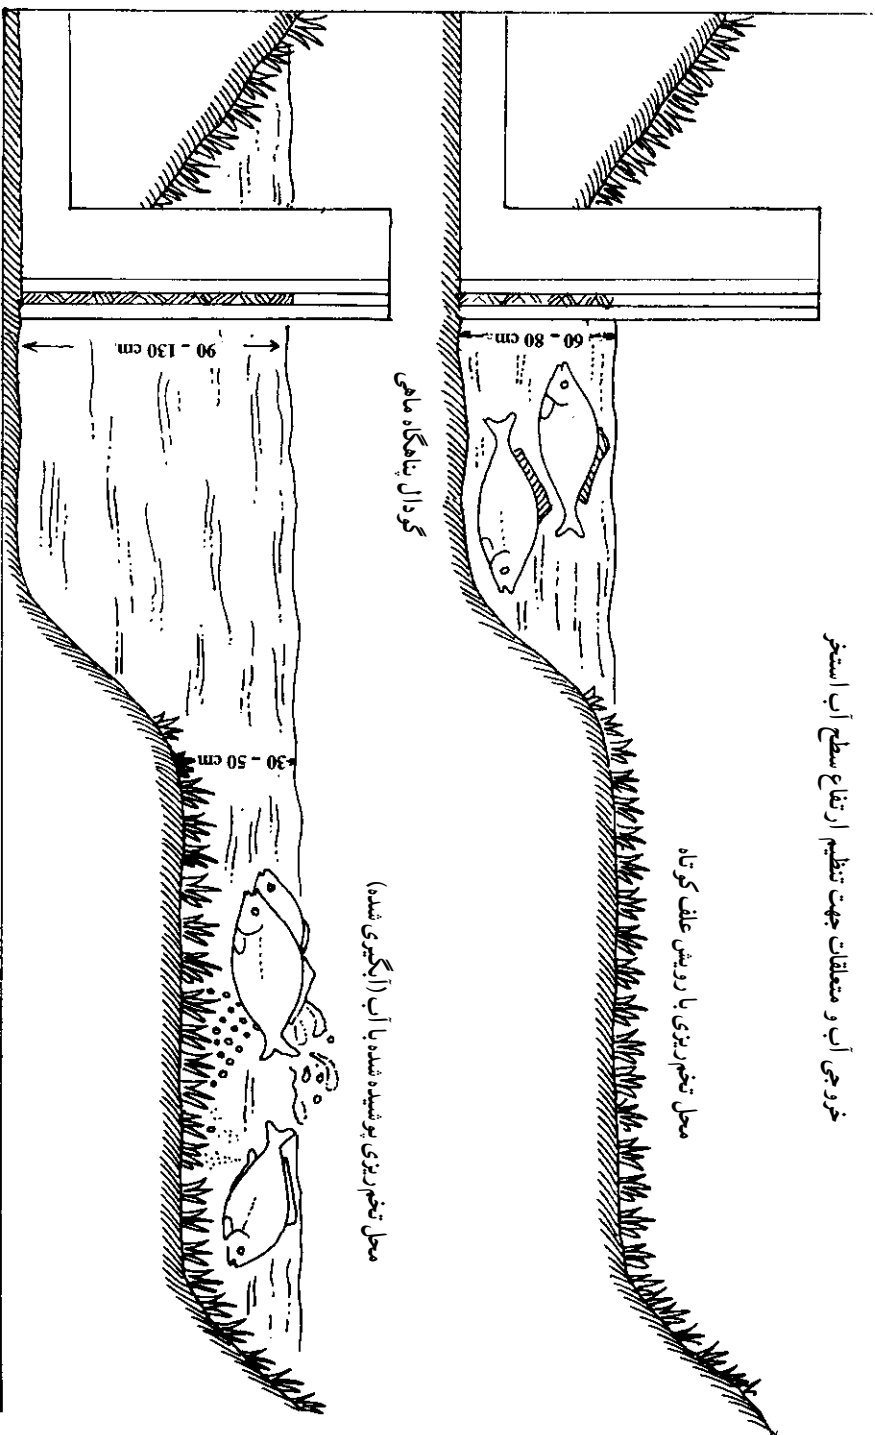 خروجی آب و متعلقات جهت تنظیم ارتفاع سطح آب استخر
محل تخم‌ریزی با رویش علف کوتاه
60 - 80 cm.
گودال پناهگاه ماهی
محل تخم‌ریزی پوشیده شده با آب (آبگیری شده)
30 - 50 cm
90 - 130 cm.